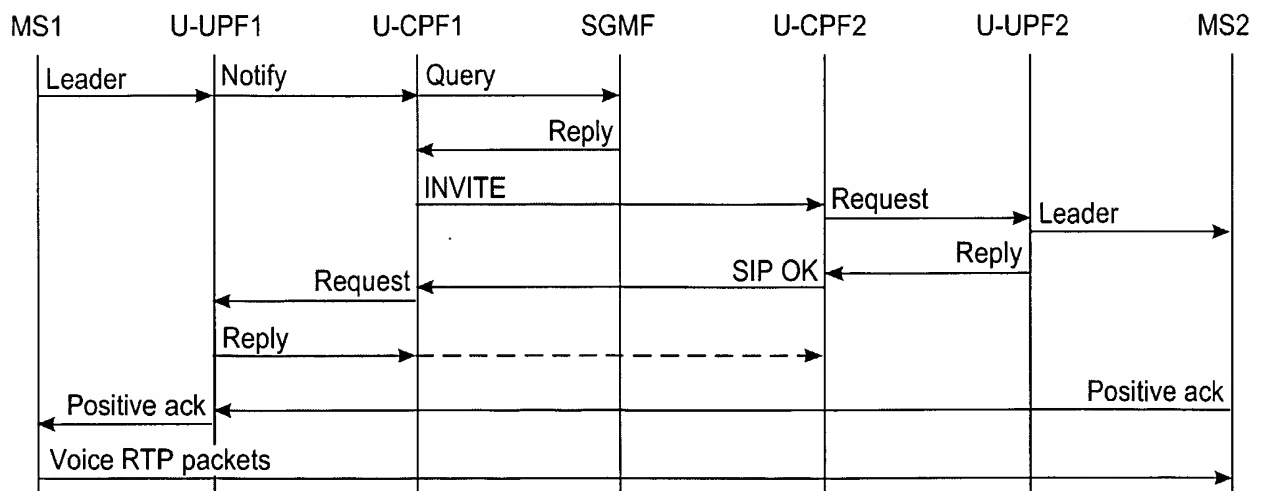 MS1 U-UPF1 U-CPF1 SGMF U-CPF2 U-UPF2 MS2
Leader Notify Query
Reply
INVITE
Request
Leader
Reply
SIP OK
Request
Reply
Positive ack
Positive ack
Voice RTP packets